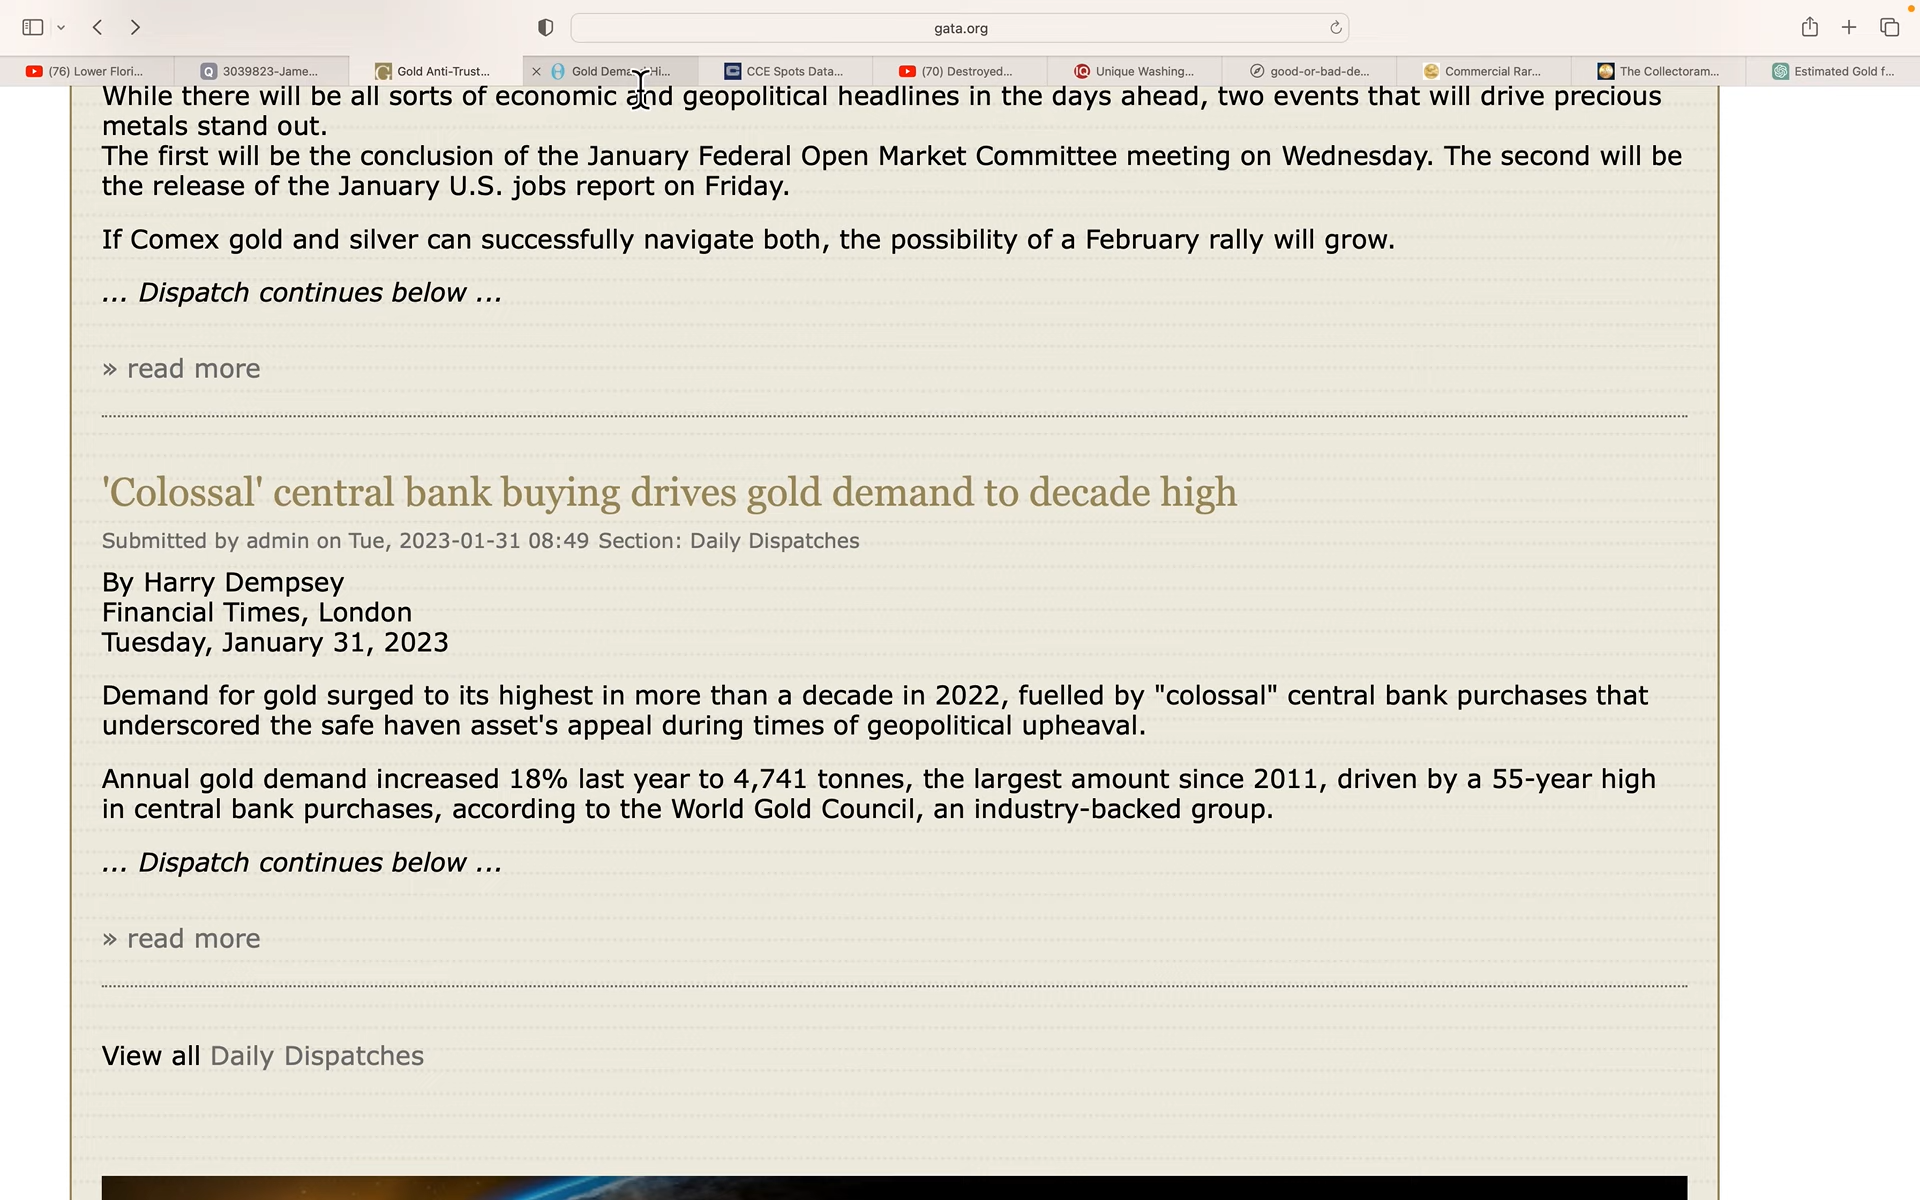 gata.org
(76) Lower Flori...
3039823-Jame...
Gold Anti-Trust...
Gold Dema
Hi...
CCE Spots Data...
(70) Destroyed...
Unique Washing...
good-or-bad-de...
Commercial Rar...
The Collectoram...
Estimated Gold f...
While there will be all sorts of economic and geopolitical headlines in the days ahead, two events that will drive precious
metals stand out.
The first will be the conclusion of the January Federal Open Market Committee meeting on Wednesday. The second will be
the release of the January U.S. jobs report on Friday.
If Comex gold and silver can successfully navigate both, the possibility of a February rally will grow.
... Dispatch continues below ...
» read more
'Colossal' central bank buying drives gold demand to decade high
Submitted by admin on Tue, 2023-01-31 08:49 Section: Daily Dispatches
By Harry Dempsey
Financial Times, London
Tuesday, January 31, 2023
Demand for gold surged to its highest in more than a decade in 2022, fuelled by "colossal" central bank purchases that
underscored the safe haven asset's appeal during times of geopolitical upheaval.
Annual gold demand increased 18% last year to 4,741 tonnes, the largest amount since 2011, driven by a 55-year high
in central bank purchases, according to the World Gold Council, an industry-backed group.
... Dispatch continues below ...
» read more
View all Daily Dispatches